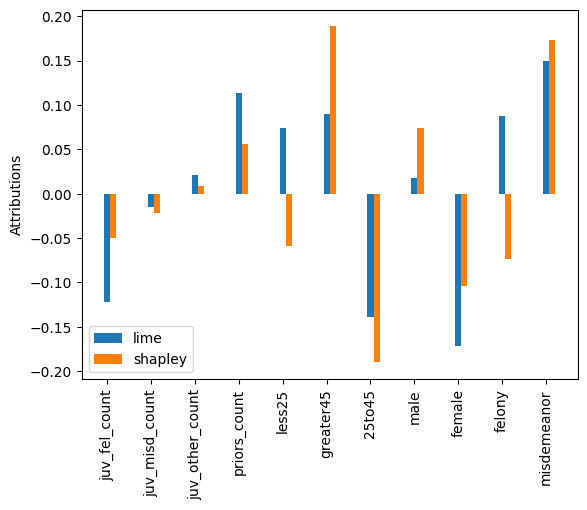 0.20
0.15
0.10
0.05
0.00
−0.05
−0.10
−0.15
−0.20
Attributions
lime
shapley
juv_fel_count
juv_misd_count
juv_other_count
priors_count
less25
greater45
25to45
male
female
felony
misdemeanor